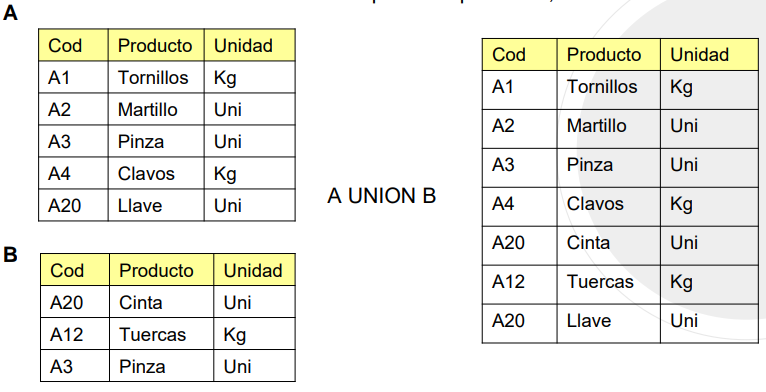 A
Cod Producto Unidad
A1 Tornillos Kg
A2 Martillo Uni
A3 Pinza Uni
A4 Clavos Kg
A20 Llave Uni
A UNION B
B
Cod Producto Unidad
A20 Cinta Uni
A12 Tuercas Kg
A3 Pinza Uni
Cod Producto Unidad
A1 Tornillos Kg
A2 Martillo Uni
A3 Pinza Uni
A4 Clavos Kg
A20 Cinta Uni
A12 Tuercas Kg
A20 Llave Uni